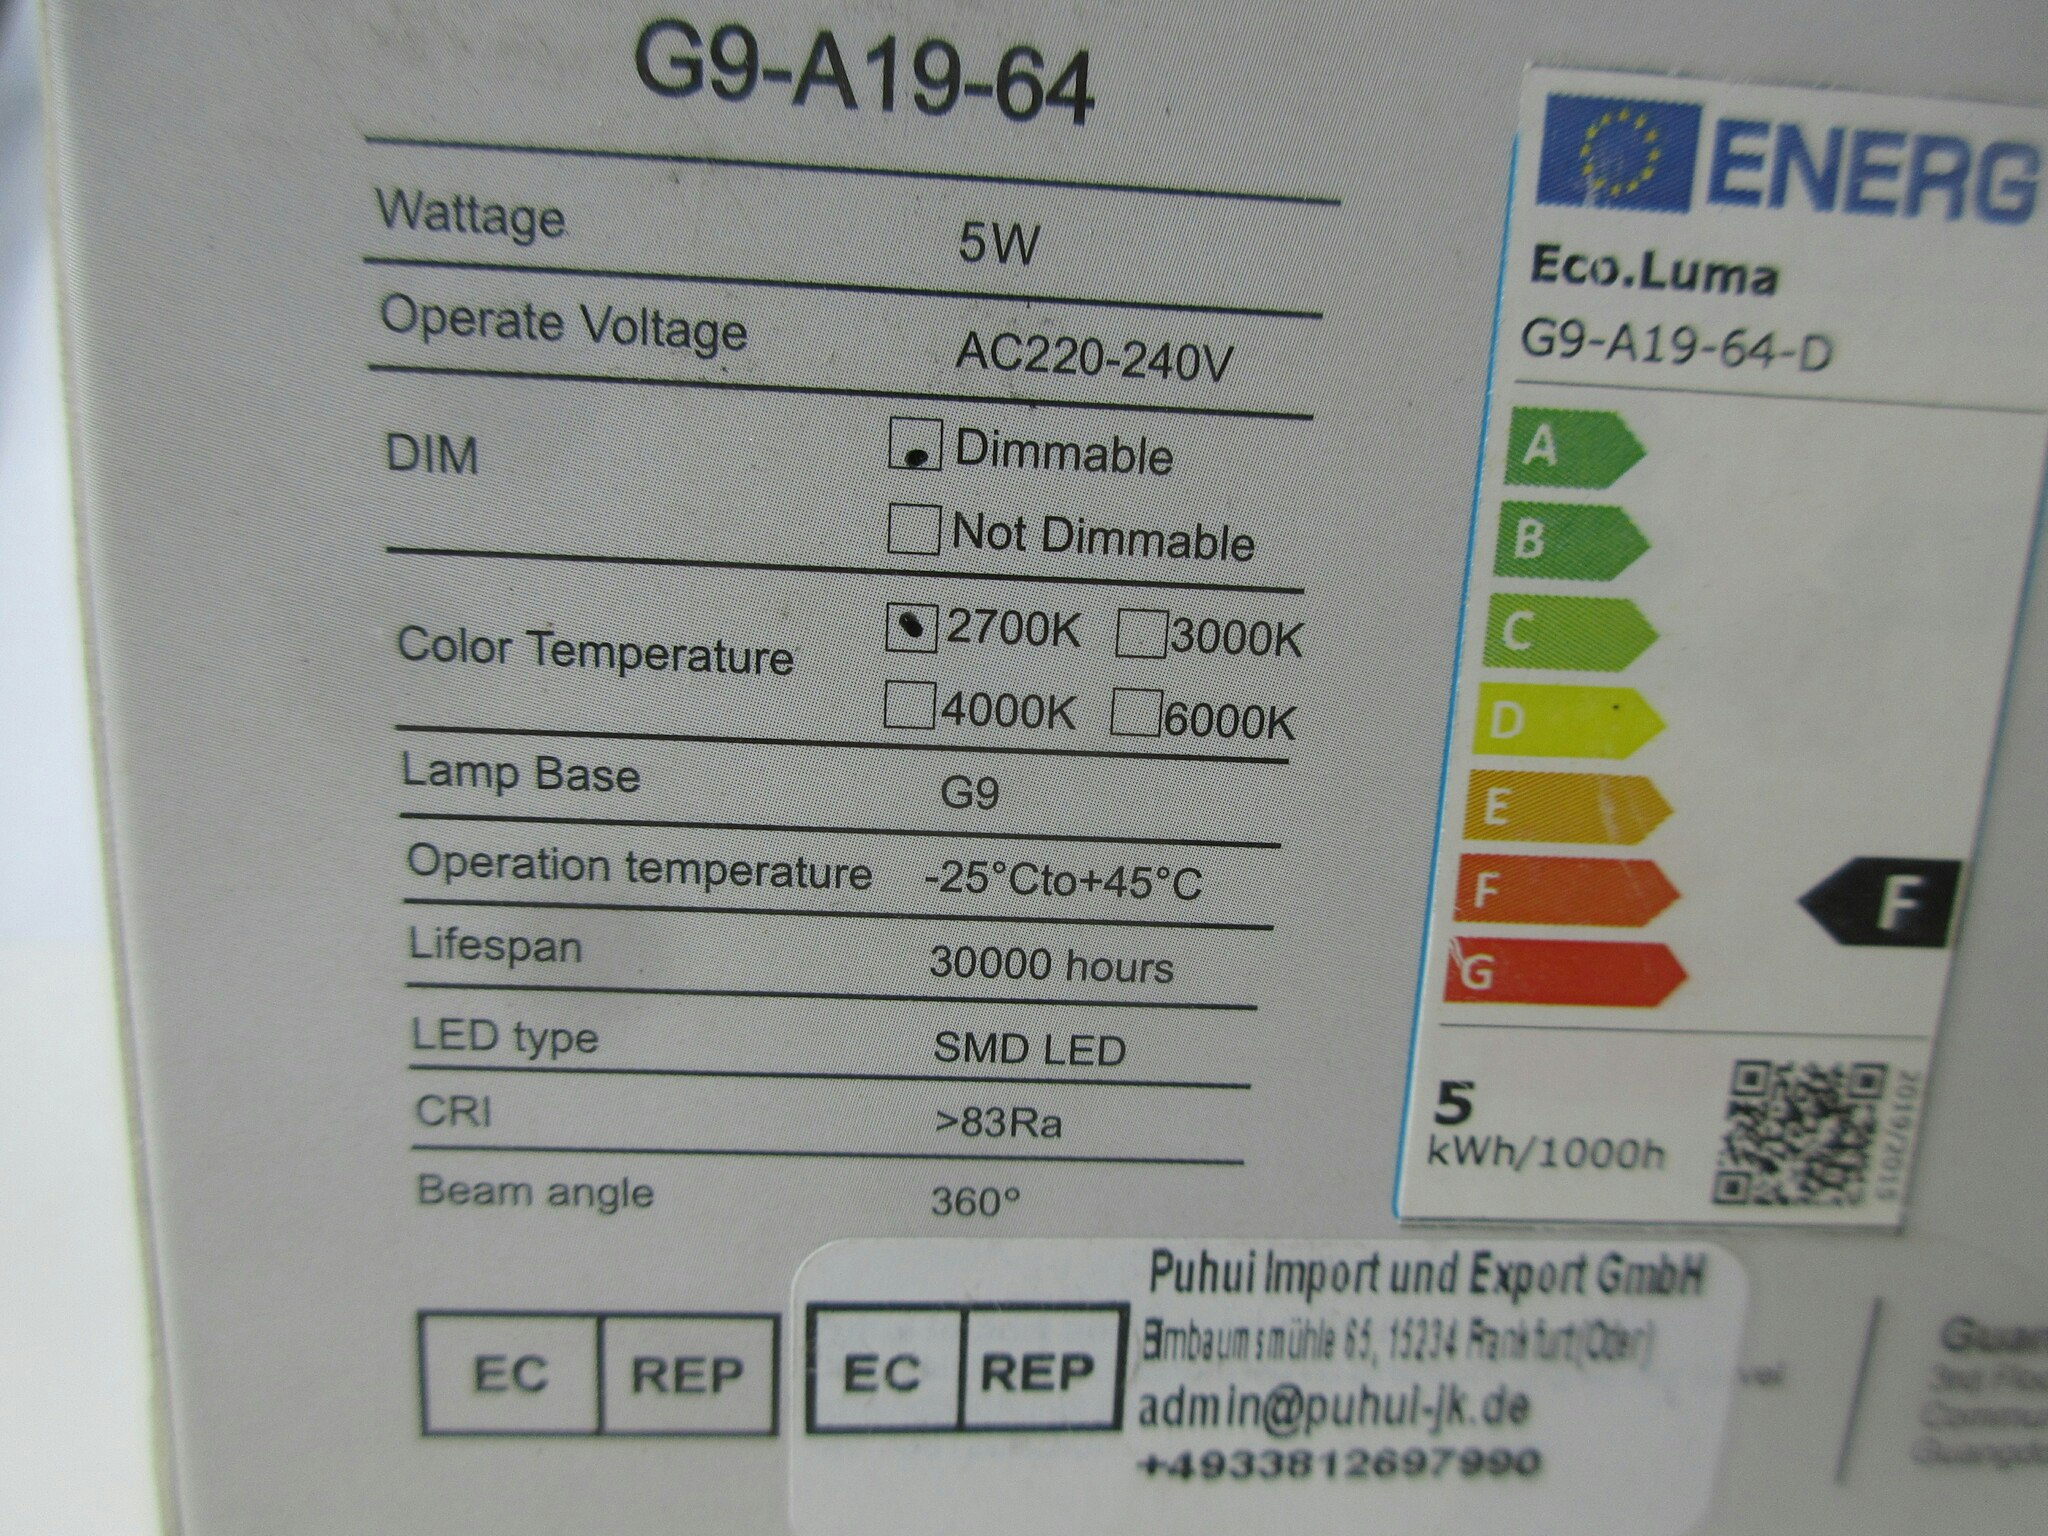 G9-A19-64
Wattage 5W
Operate Voltage AC220-240V
DIM Dimmable
Not Dimmable
Color Temperature 2700K 3000K
4000K 6000K
Lamp Base G9
Operation temperature -25°Cto+45°C
Lifespan 30000 hours
LED type SMD LED
CRI >83Ra
Beam angle 360°
EC REP
ENERG
Eco.Luma
G9-A19-64-D
A
B
C
D
E
F
F
G
5
kWh/1000h
2019/2015
EC REP
Puhui Import und Export GmbH
Elmbaumsmühle 65, 15234 Frankfurt(Oder)
admin@puhui-jk.de
+4933812697990